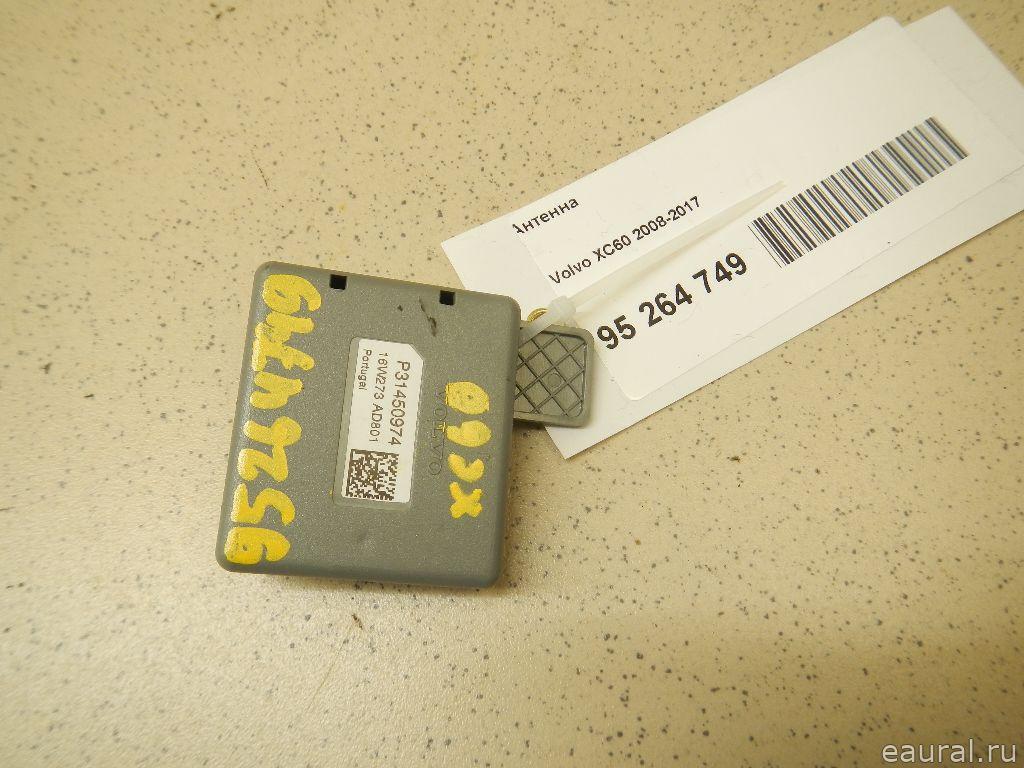 Антенна
Volvo XC60 2008-2017
95 264 749
P31450974
16W273 AD801
Portugal
VOLVO
95264749
xc60
eaural.ru